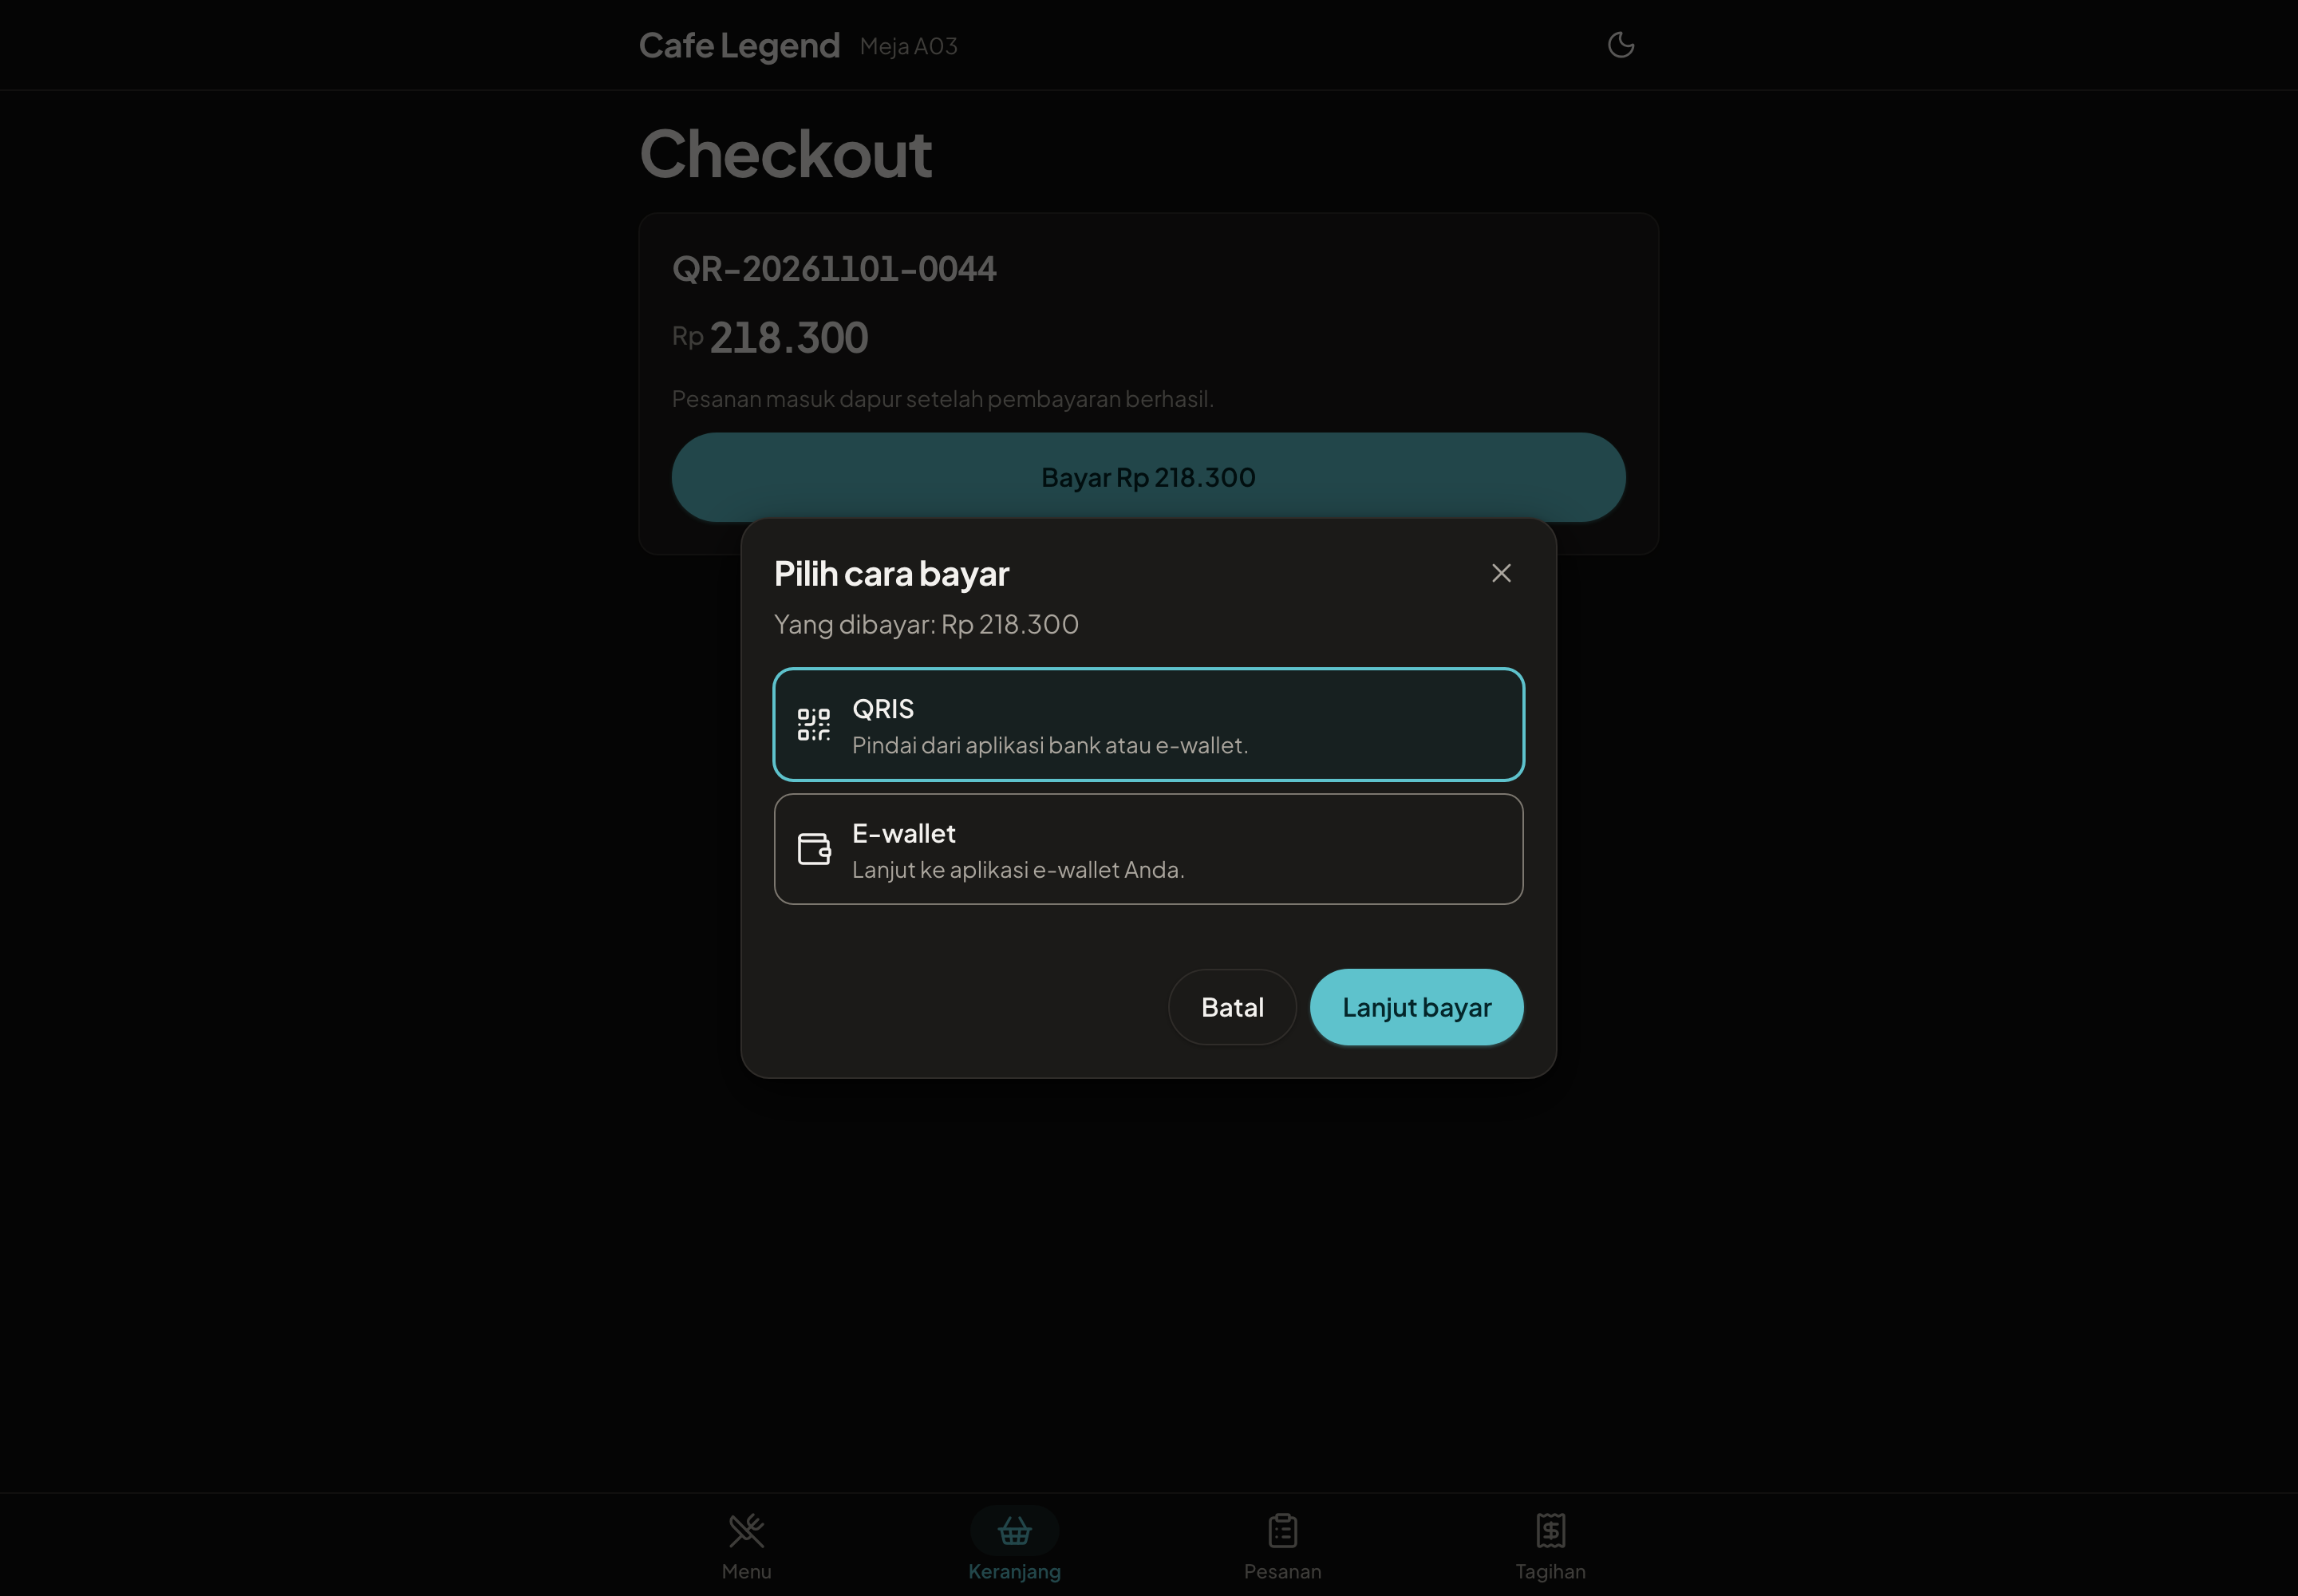 Cafe Legend Meja A03
Checkout
QR-20261101-0044
Rp 218.300
Pesanan masuk dapur setelah pembayaran berhasil.
Bayar Rp 218.300
Pilih cara bayar
Yang dibayar: Rp 218.300
QRIS
Pindai dari aplikasi bank atau e-wallet.
E-wallet
Lanjut ke aplikasi e-wallet Anda.
Batal Lanjut bayar
Menu Keranjang Pesanan Tagihan